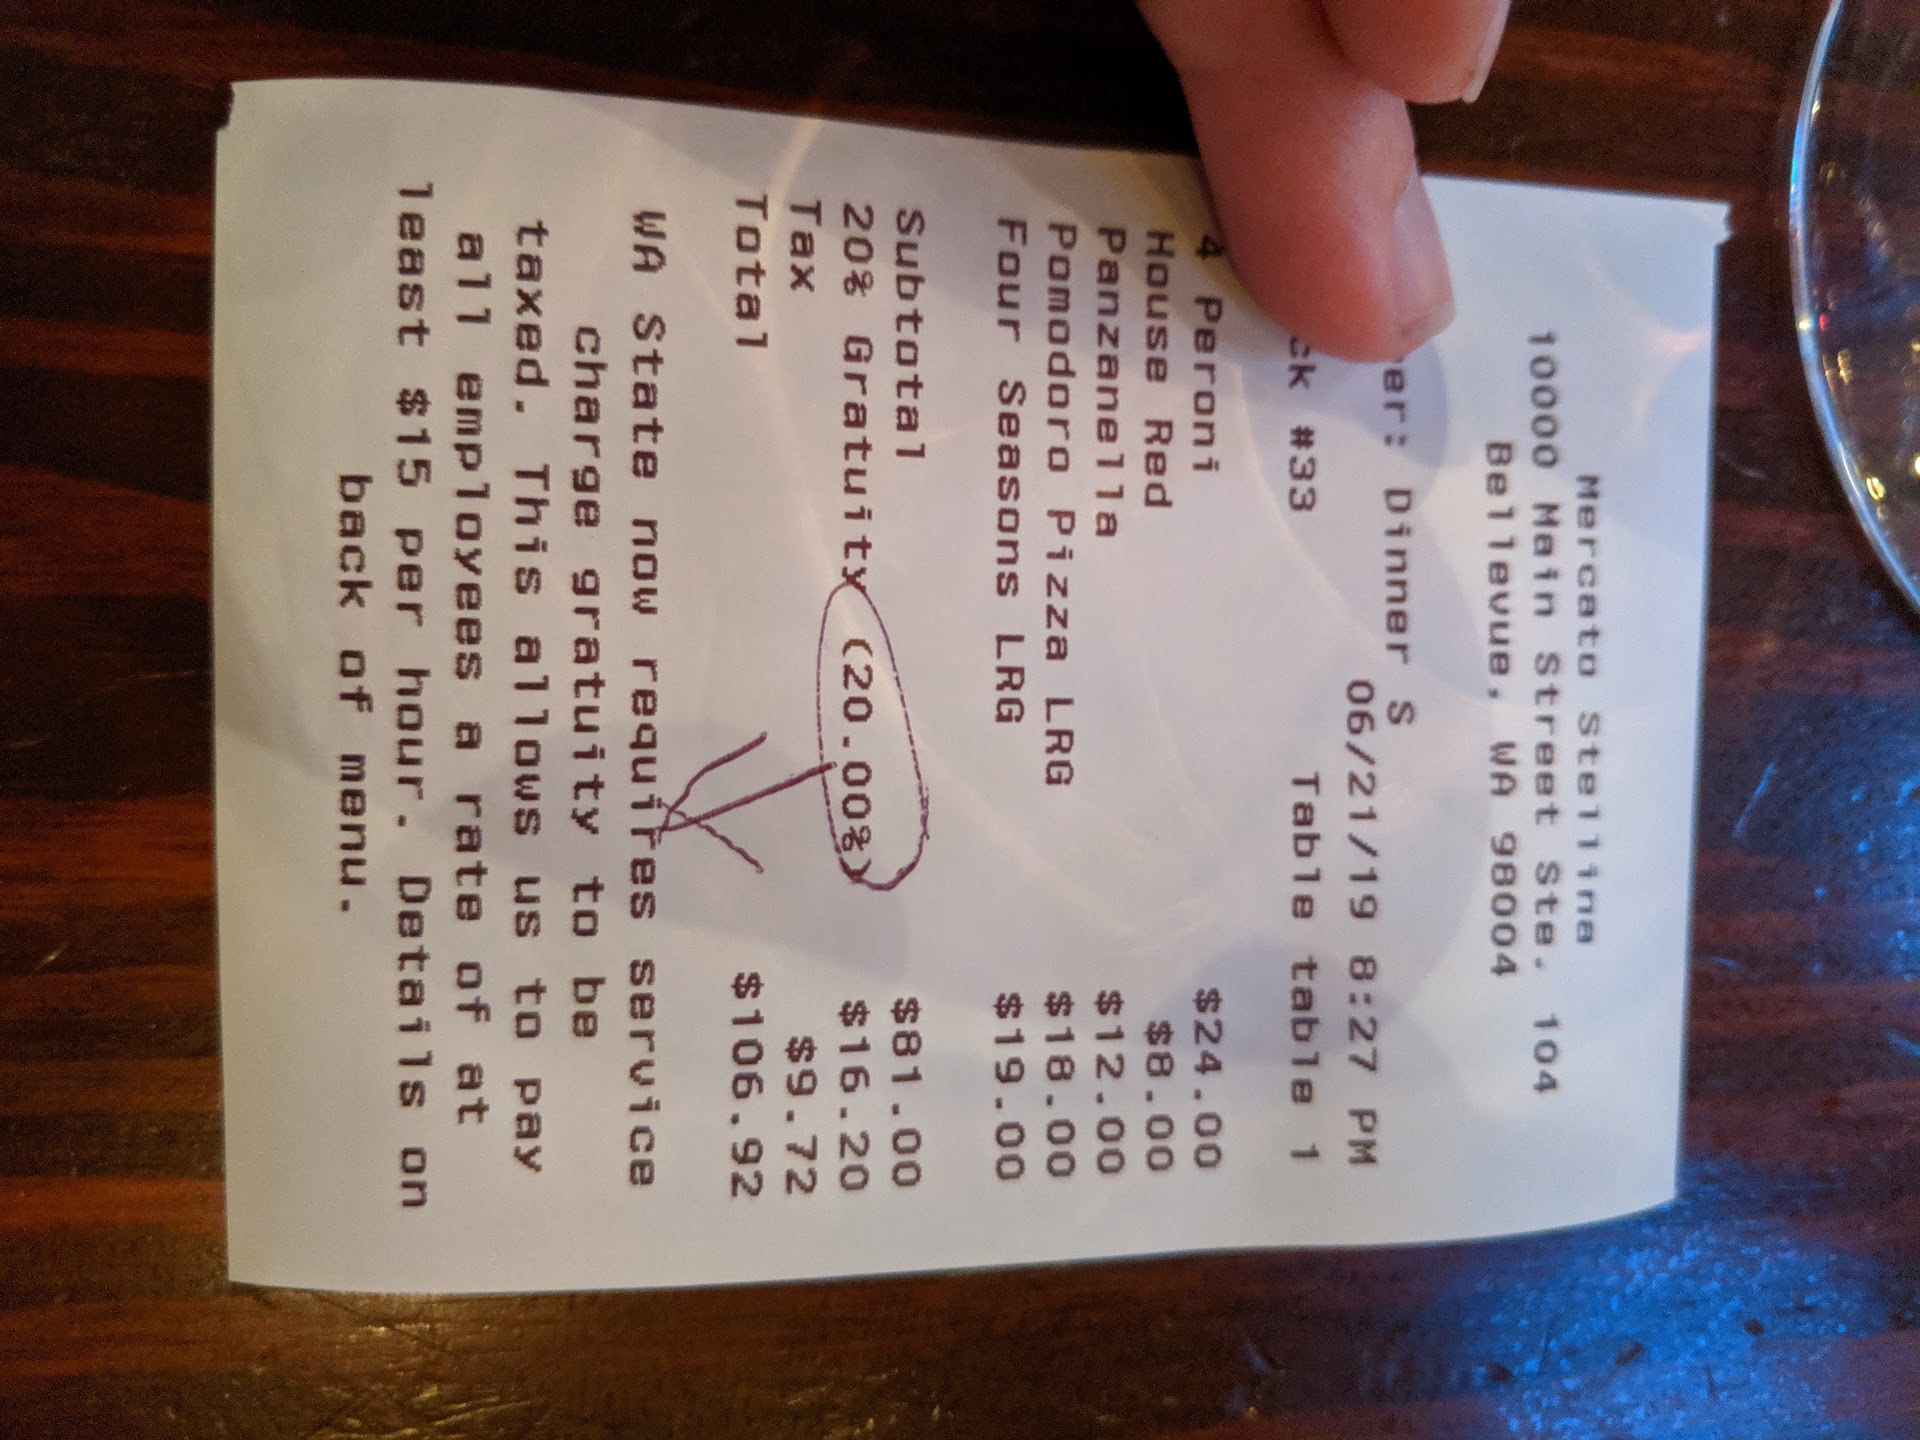 Mercato Stellina
10000 Main Street Ste. 104
Bellevue, WA 98004
Dinner S
06/21/19 8:27 PM
#33 Table table 1
4 Peroni $24.00
House Red $8.00
Panzanella $12.00
Pomodoro Pizza LRG $18.00
Four Seasons LRG $19.00
Subtotal $81.00
20% Gratuity (20.00%) $16.20
Tax $9.72
Total $106.92
WA State now requires service
charge gratuity to be
taxed. This allows us to pay
all employees a rate of at
least $15 per hour. Details on
back of menu.